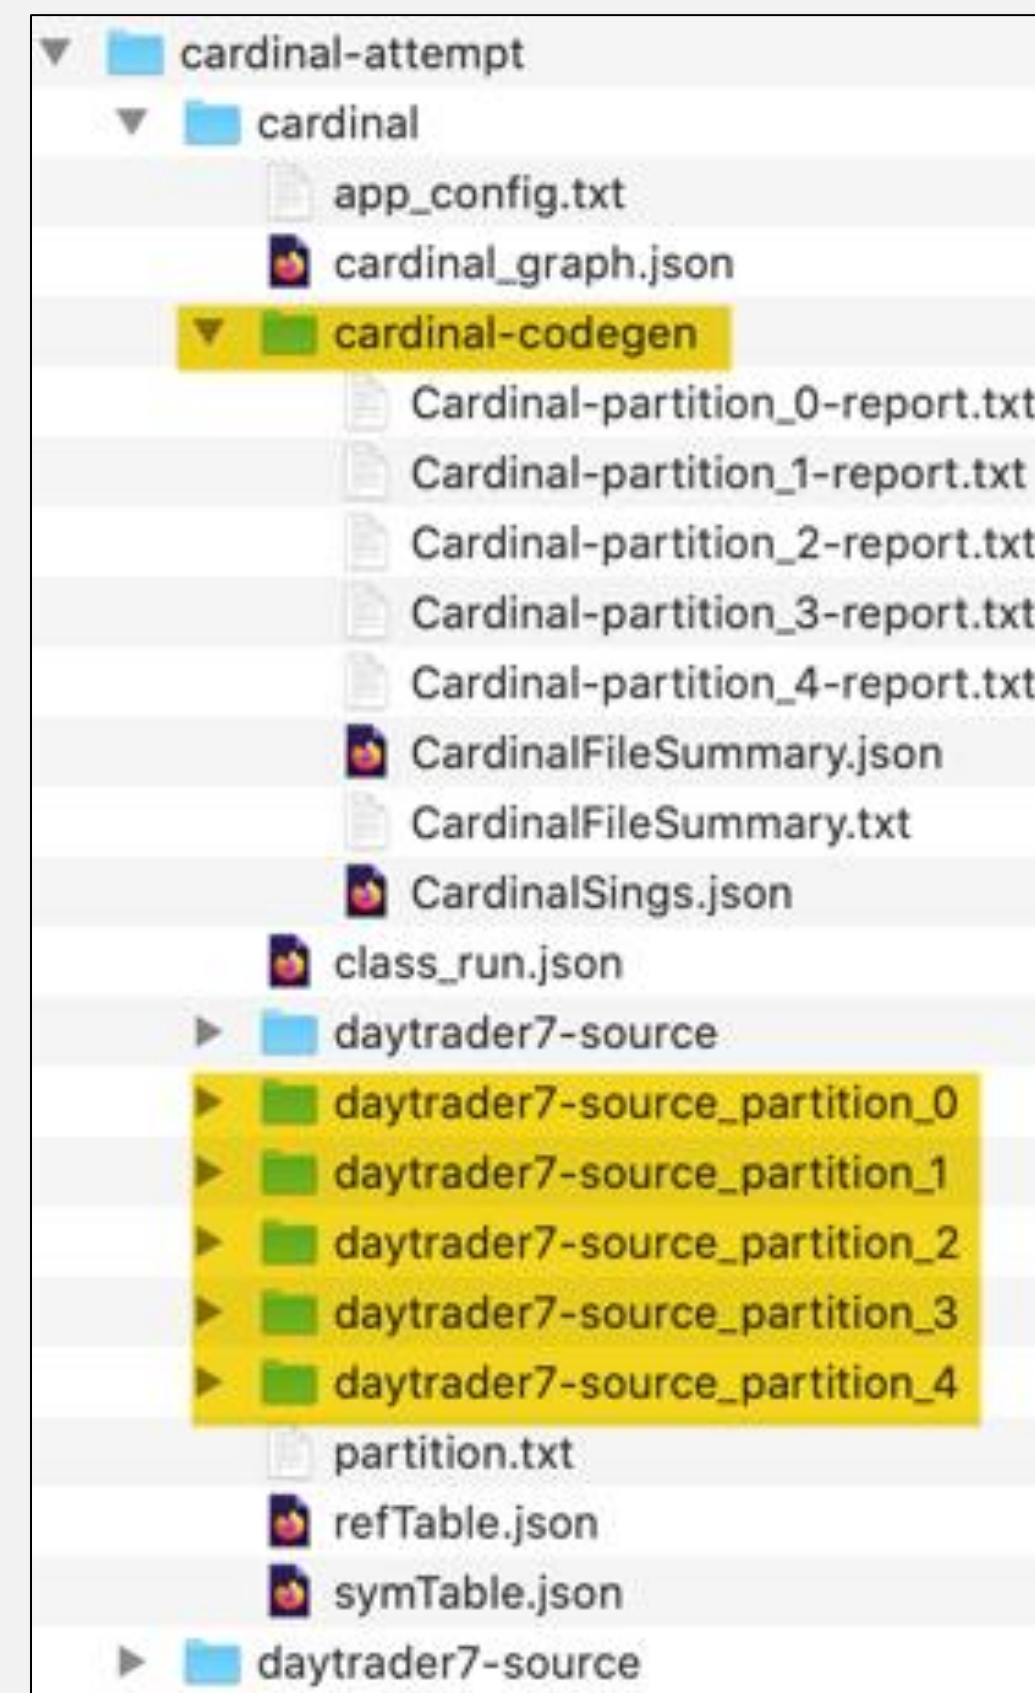 cardinal-attempt
cardinal
app_config.txt
cardinal_graph.json
cardinal-codegen
Cardinal-partition_0-report.txt
Cardinal-partition_1-report.txt
Cardinal-partition_2-report.txt
Cardinal-partition_3-report.txt
Cardinal-partition_4-report.txt
CardinalFileSummary.json
CardinalFileSummary.txt
CardinalSings.json
class_run.json
daytrader7-source
daytrader7-source_partition_0
daytrader7-source_partition_1
daytrader7-source_partition_2
daytrader7-source_partition_3
daytrader7-source_partition_4
partition.txt
refTable.json
symTable.json
daytrader7-source